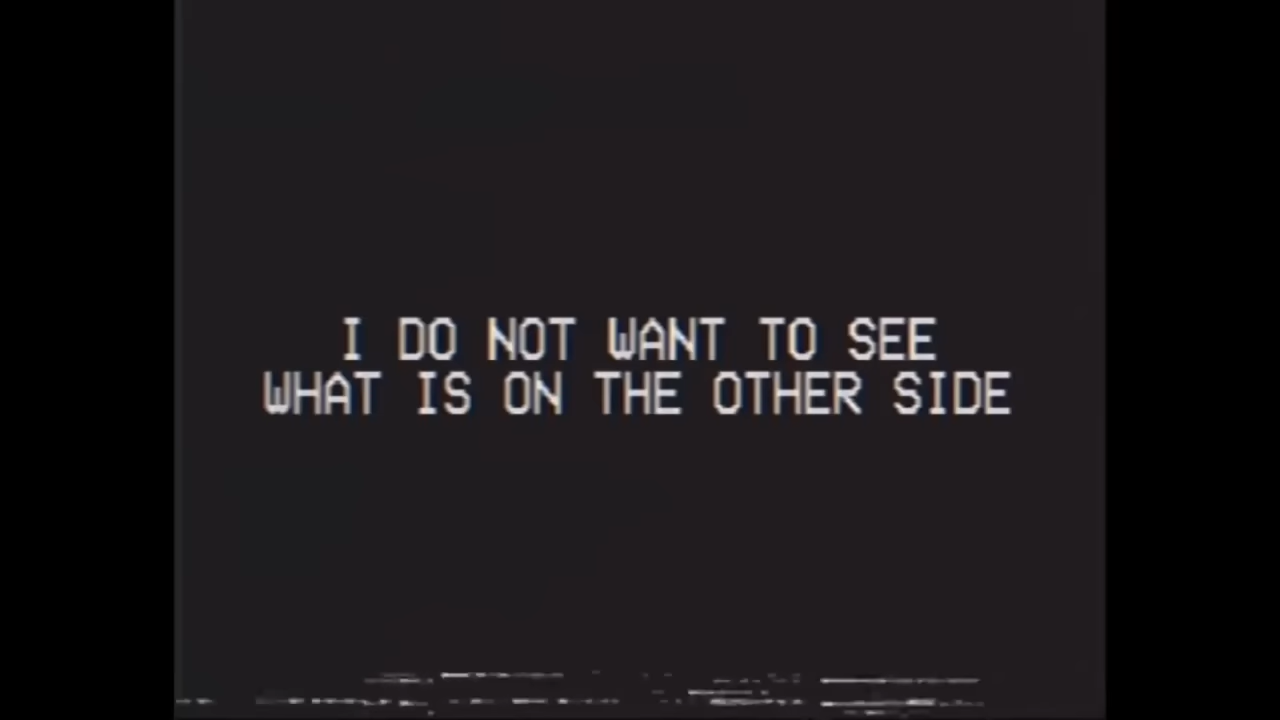 I DO NOT WANT TO SEE
WHAT IS ON THE OTHER SIDE